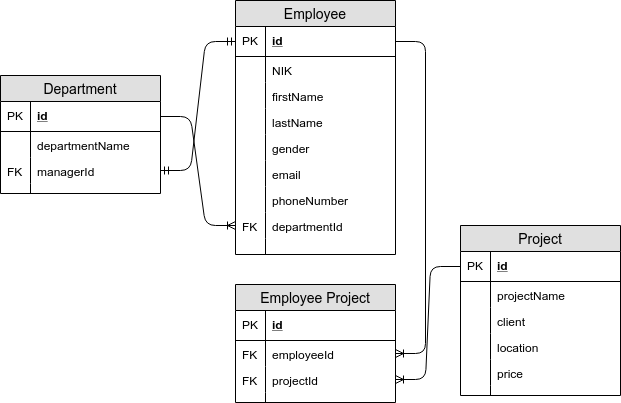 Employee
PK id
NIK
firstName
lastName
gender
email
phoneNumber
FK departmentId
Department
PK id
departmentName
FK managerId
Project
PK id
projectName
client
location
price
Employee Project
PK id
FK employeeId
FK projectId